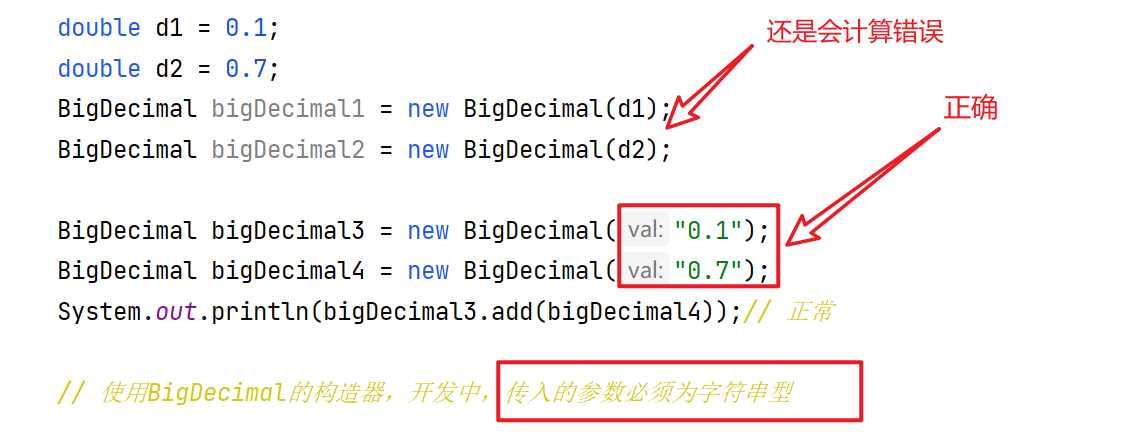 double d1 = 0.1;
还是会计算错误
double d2 = 0.7;
BigDecimal bigDecimal1 = new BigDecimal(d1);
正确
BigDecimal bigDecimal2 = new BigDecimal(d2);
BigDecimal bigDecimal3 = new BigDecimal( val: "0.1");
BigDecimal bigDecimal4 = new BigDecimal( val: "0.7");
System.out.println(bigDecimal3.add(bigDecimal4));// 正常
// 使用BigDecimal的构造器，开发中，传入的参数必须为字符串型